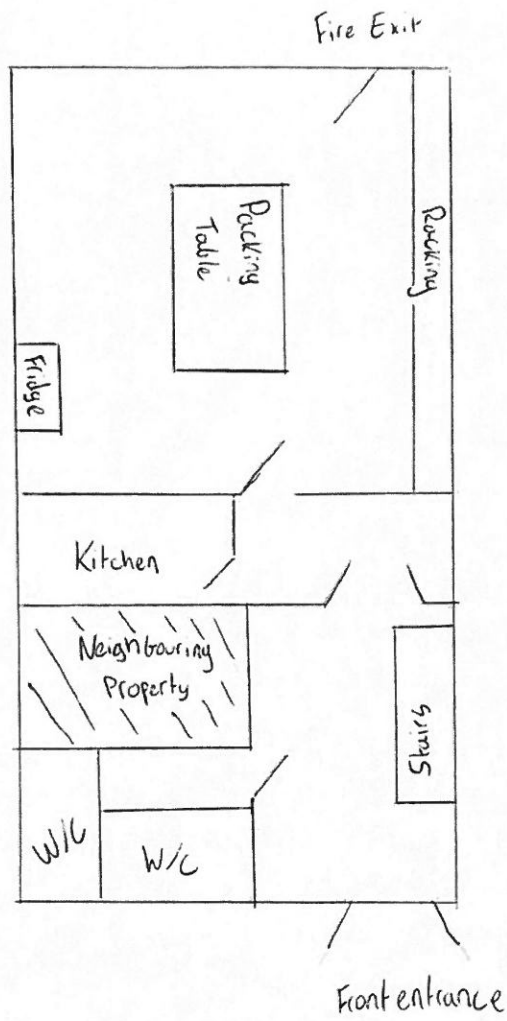 Fire Exit
Packing
Table
Racking
Fridge
Kitchen
Neighbouring
Property
Stairs
W/C
W/C
Front entrance